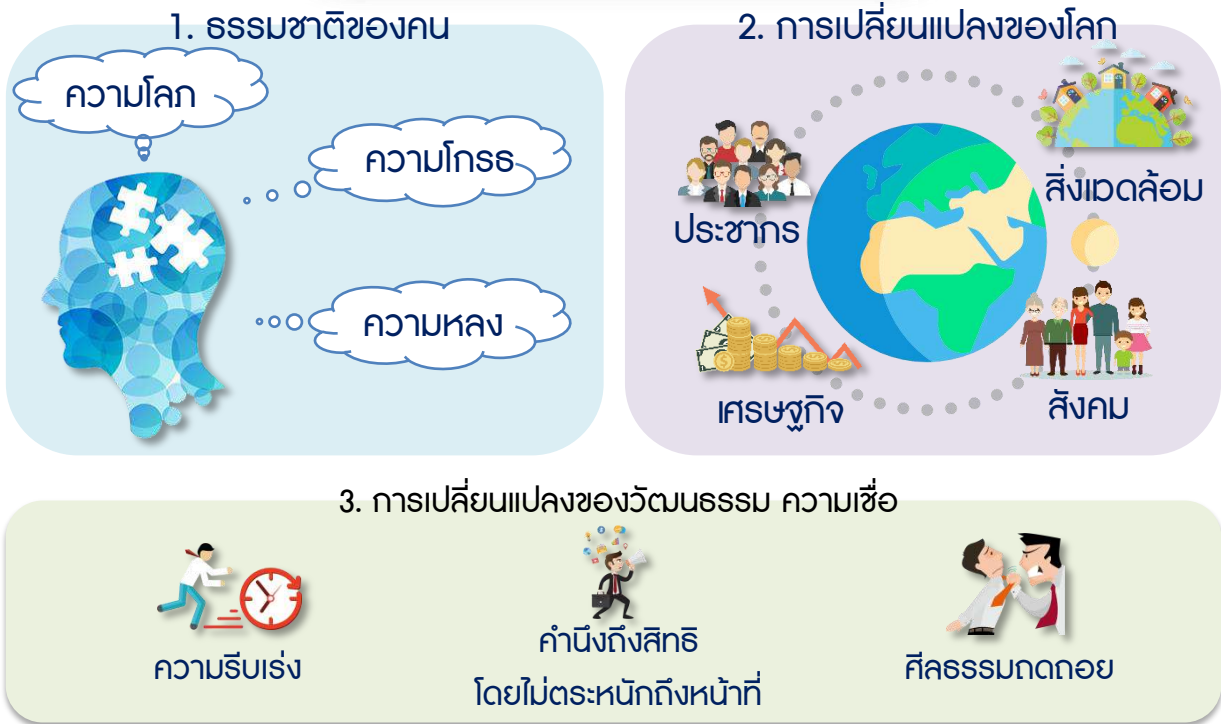 1. ธรรมชาติของคน
ความโลภ
ความโกรธ
ความหลง
2. การเปลี่ยนแปลงของโลก
ประชากร
สิ่งแวดล้อม
เศรษฐกิจ
สังคม
3. การเปลี่ยนแปลงของวัฒนธรรม ความเชื่อ
ความรีบเร่ง
คำนึงถึงสิทธิ
โดยไม่ตระหนักถึงหน้าที่
ศีลธรรมถดถอย